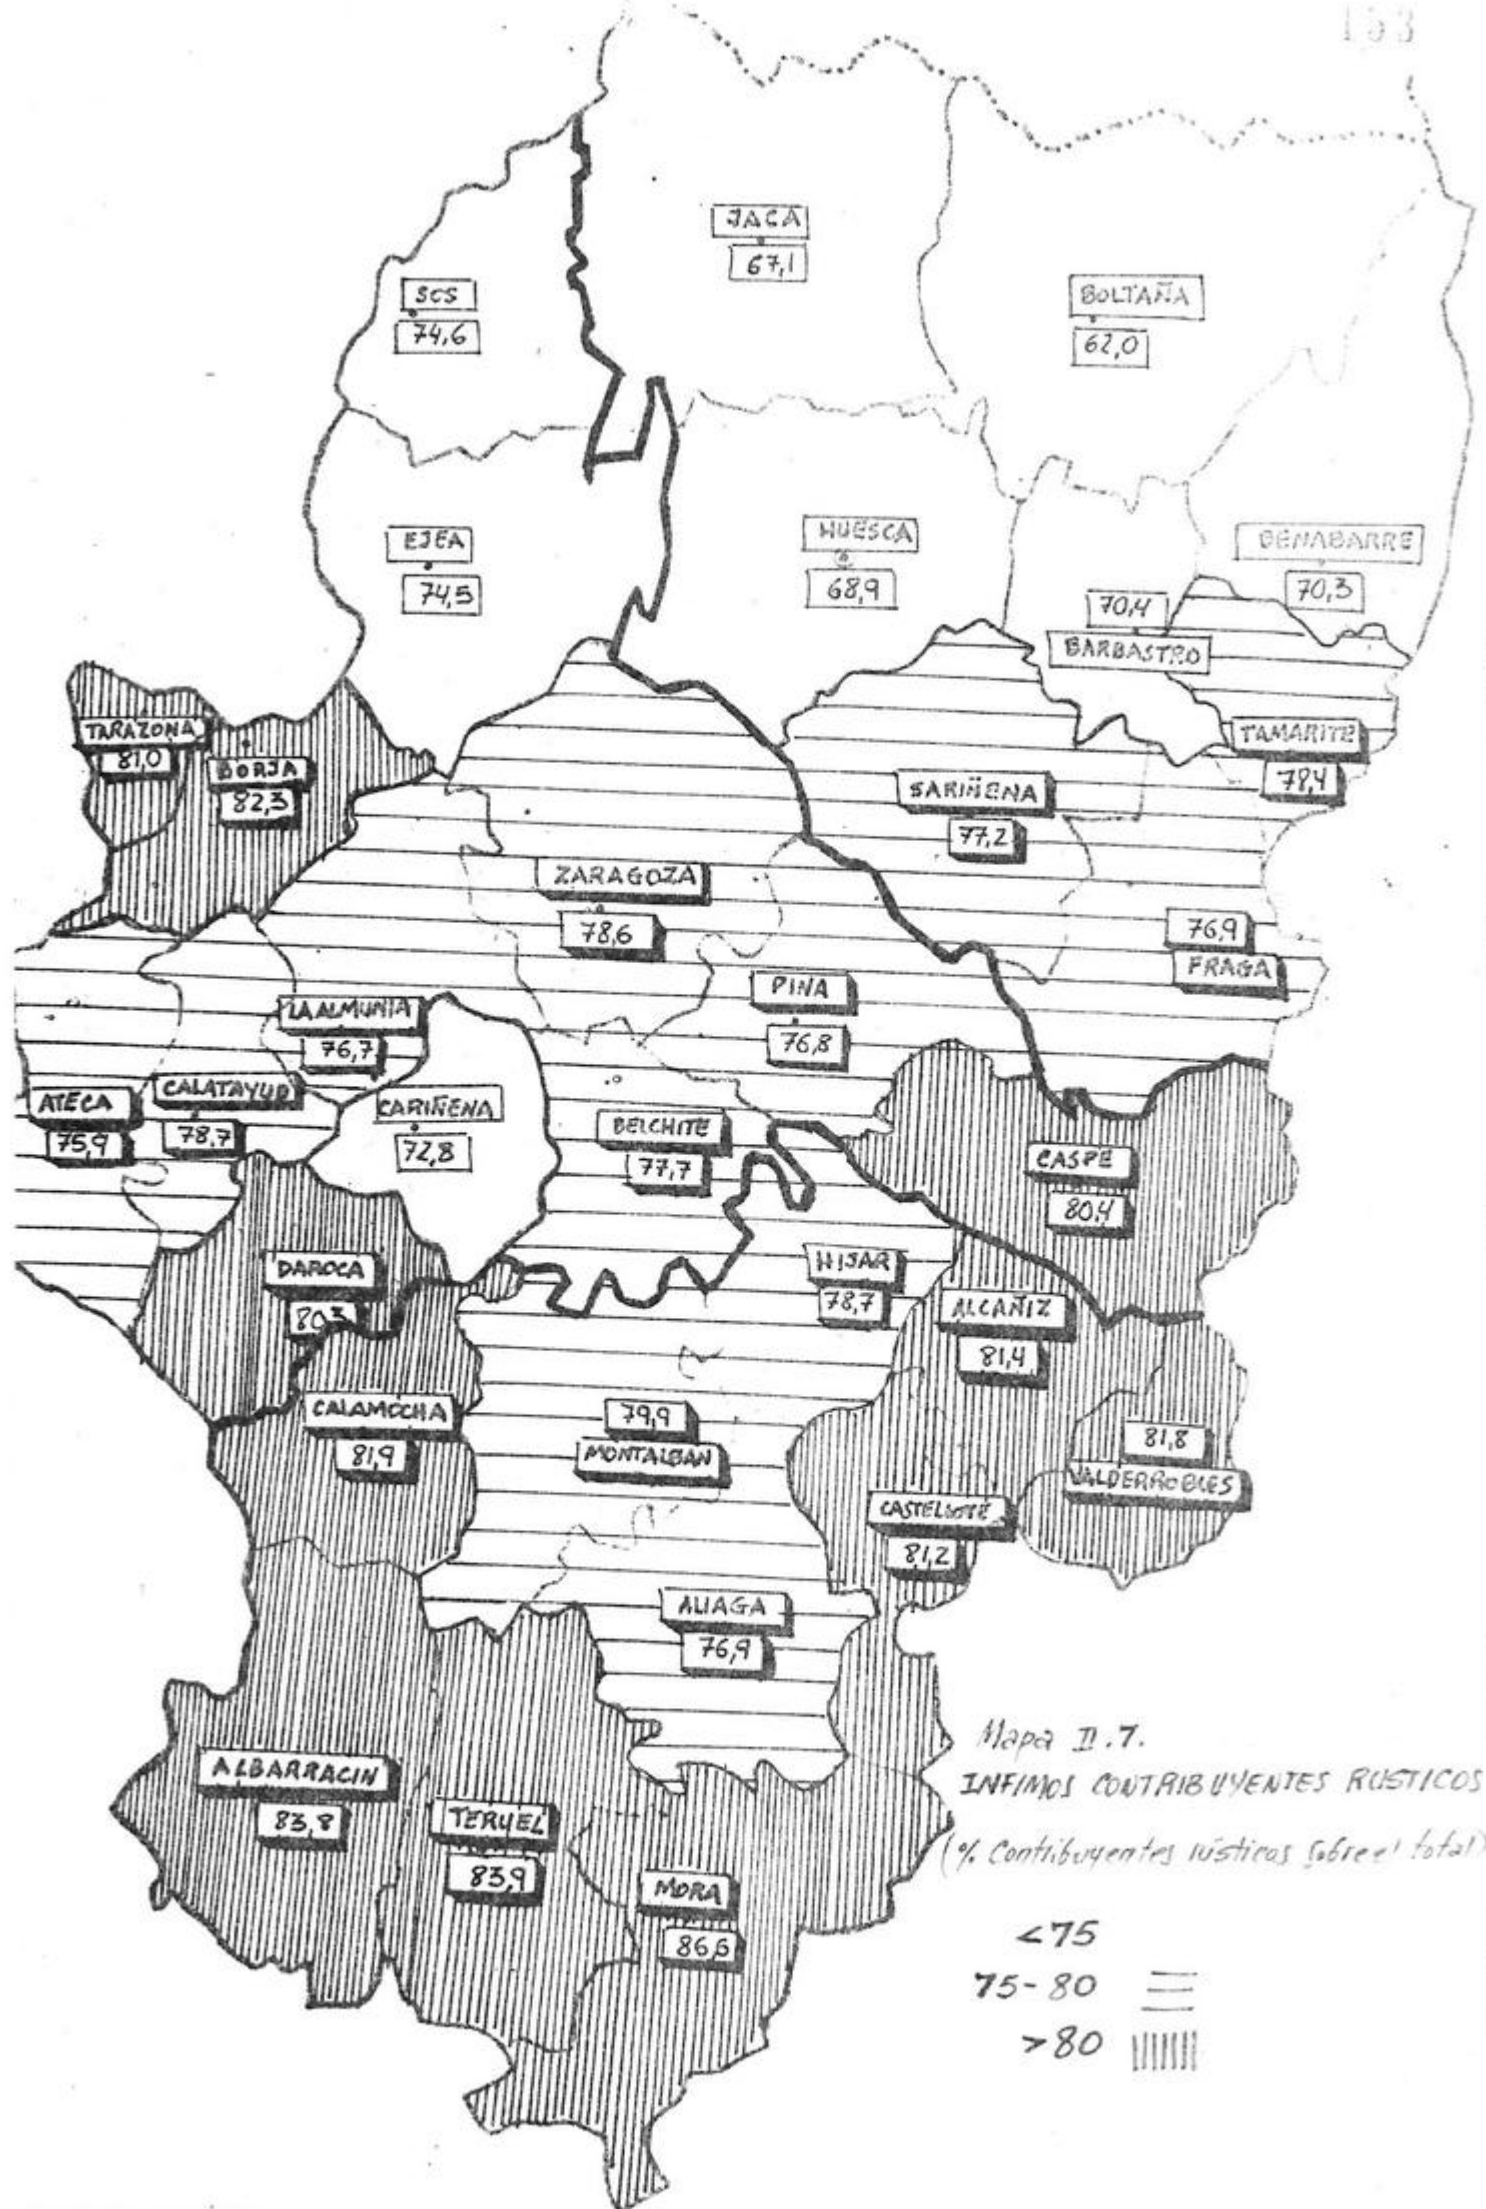 153
JACA
67,1
SOS
74,6
BOLTAÑA
62,0
EJEA
74,5
HUESCA
68,9
BENABARRE
70,3
70,4
BARBASTRO
TARAZONA
81,0
BORJA
82,3
TAMARITE
78,4
SARIÑENA
77,2
ZARAGOZA
78,6
76,9
FRAGA
PINA
76,8
LA ALMUNIA
76,7
ATECA
75,9
CALATAYUD
78,7
CARIÑENA
72,8
BELCHITE
77,7
CASPE
80,4
DAROCA
80,3
HIJAR
78,7
ALCAÑIZ
81,4
CALAMOCHA
81,9
79,9
MONTALBAN
81,8
VALDERROBLES
CASTELLOTE
81,2
ALIAGA
76,9
ALBARRACIN
83,8
TERUEL
83,9
MORA
86,6
Mapa II.7.
INFIMOS CONTRIBUYENTES RUSTICOS
(% Contribuyentes rústicos sobre el total)
<75
75-80
>80